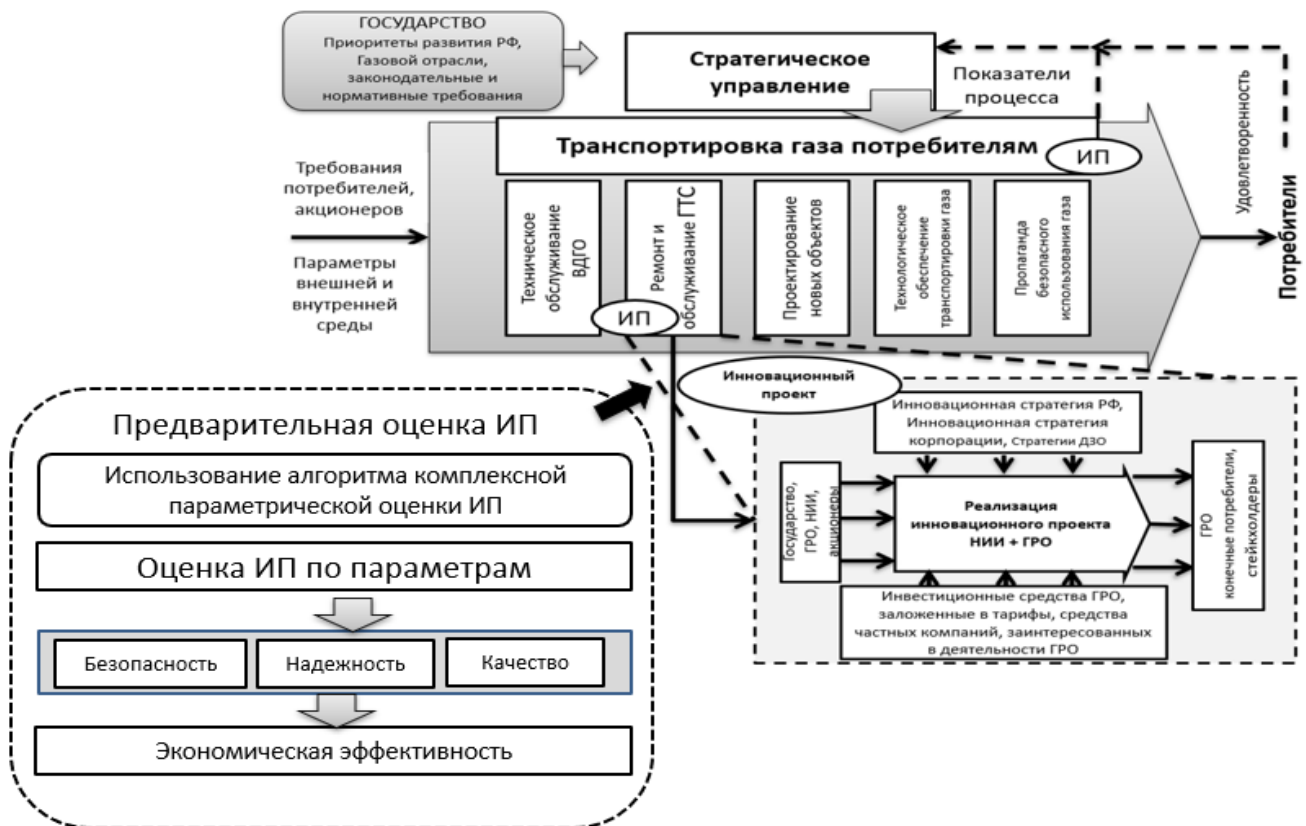 ГОСУДАРСТВО
Приоритеты развития РФ,
Газовой отрасли,
законодательные и
нормативные требования
Стратегическое
управление
Показатели
процесса
Удовлетворенность
Потребители
Транспортировка газа потребителям
ИП
Требования
потребителей,
акционеров
Параметры
внешней и
внутренней
среды
Техническое
обслуживание
ВДГО
Ремонт и
обслуживание ГТС
Проектирование
новых объектов
Технологическое
обеспечение
транспортировки газа
Пропаганда
безопасного
использования газа
ИП
Инновационный
проект
Предварительная оценка ИП
Использование алгоритма комплексной
параметрической оценки ИП
Оценка ИП по параметрам
Безопасность
Надежность
Качество
Экономическая эффективность
Инновационная стратегия РФ,
Инновационная стратегия
корпорации, Стратегии ДЗО
Государство,
ГРО, НИИ,
акционеры
Реализация
инновационного проекта
НИИ + ГРО
ГРО
конечные потребители,
стейкхолдеры
Инвестиционные средства ГРО,
заложенные в тарифы, средства
частных компаний, заинтересованных
в деятельности ГРО